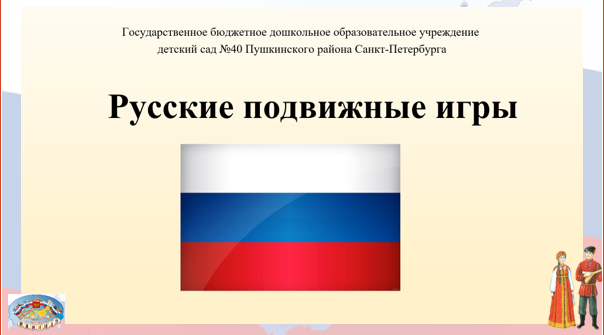 Государственное бюджетное дошкольное образовательное учреждение
детский сад №40 Пушкинского района Санкт-Петербурга
Русские подвижные игры